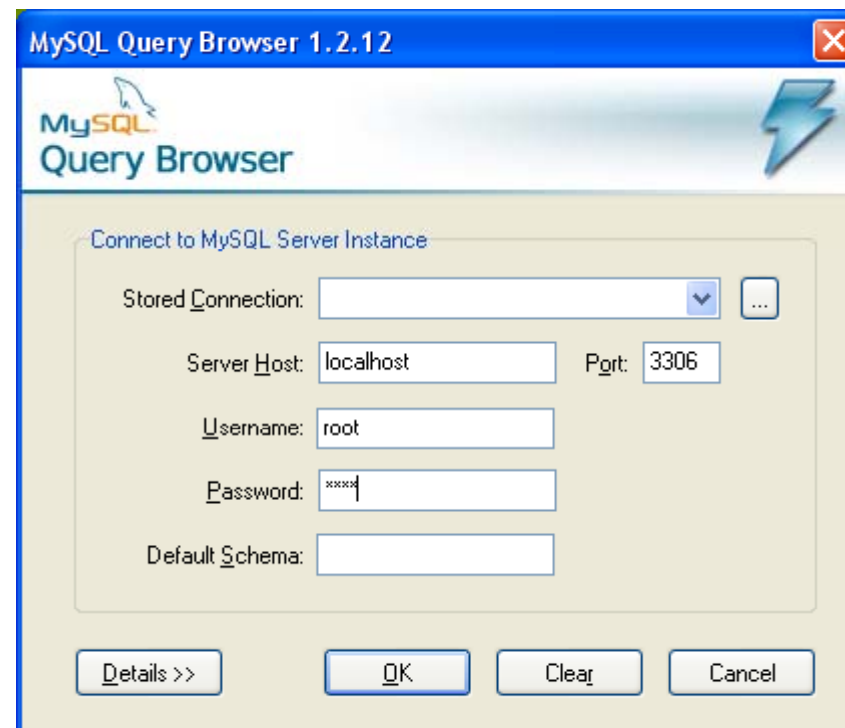 MySQL Query Browser 1.2.12
MySQL
Query Browser
Connect to MySQL Server Instance
Stored Connection: ...
Server Host: localhost Port: 3306
Username: root
Password: ****
Default Schema:
Details >> OK Clear Cancel